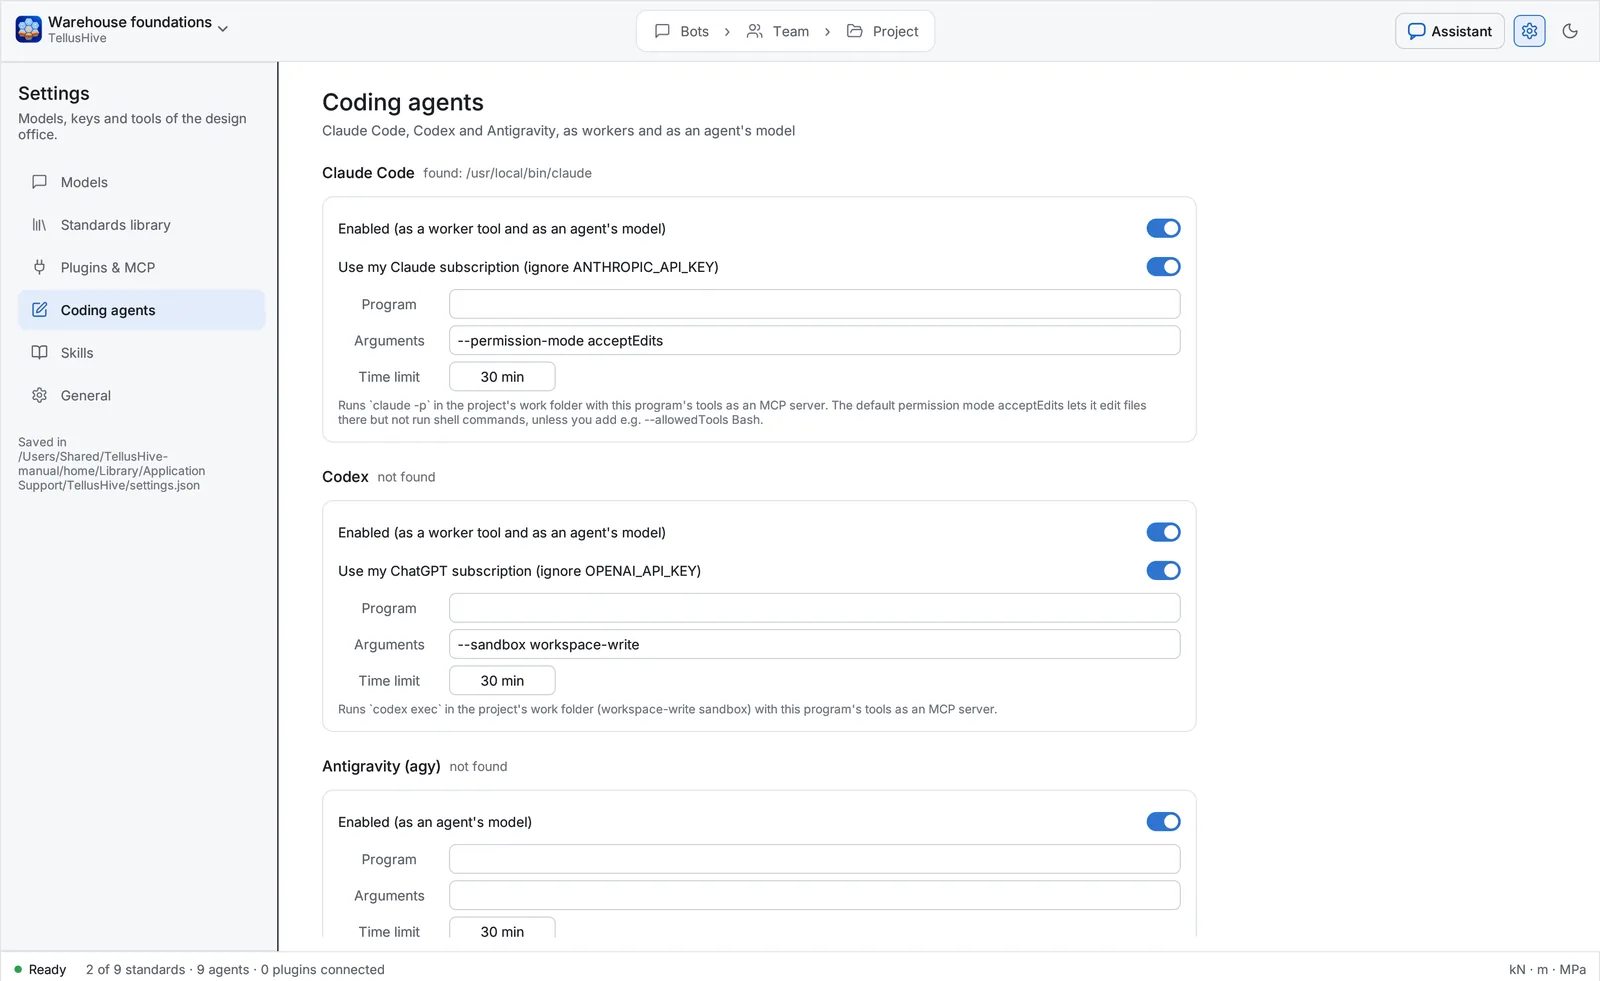 Warehouse foundations
TellusHive
Bots
Team
Project
Assistant
Settings
Models, keys and tools of the design
office.
Models
Standards library
Plugins & MCP
Coding agents
Skills
General
Saved in
/Users/Shared/TellusHive-
manual/home/Library/Application
Support/TellusHive/settings.json
Coding agents
Claude Code, Codex and Antigravity, as workers and as an agent's model
Claude Code found: /usr/local/bin/claude
Enabled (as a worker tool and as an agent's model)
Use my Claude subscription (ignore ANTHROPIC_API_KEY)
Program
Arguments --permission-mode acceptEdits
Time limit 30 min
Runs `claude -p` in the project's work folder with this program's tools as an MCP server. The default permission mode acceptEdits lets it edit files
there but not run shell commands, unless you add e.g. --allowedTools Bash.
Codex not found
Enabled (as a worker tool and as an agent's model)
Use my ChatGPT subscription (ignore OPENAI_API_KEY)
Program
Arguments --sandbox workspace-write
Time limit 30 min
Runs `codex exec` in the project's work folder (workspace-write sandbox) with this program's tools as an MCP server.
Antigravity (agy) not found
Enabled (as an agent's model)
Program
Arguments
Time limit 30 min
Ready 2 of 9 standards · 9 agents · 0 plugins connected
kN · m · MPa